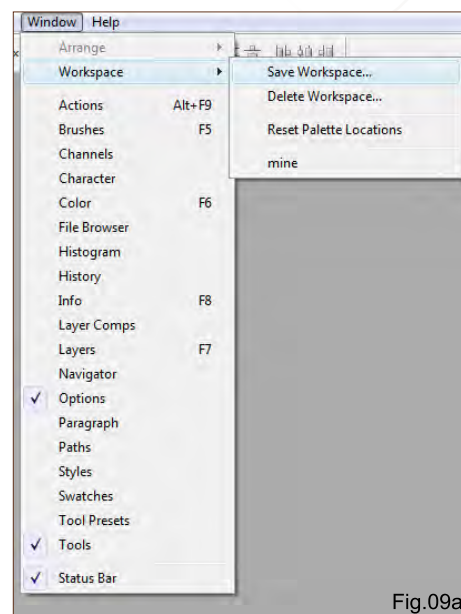 Window Help
Arrange
Workspace
Actions Alt+F9
Brushes F5
Channels
Character
Color F6
File Browser
Histogram
History
Info F8
Layer Comps
Layers F7
Navigator
Options
Paragraph
Paths
Styles
Swatches
Tool Presets
Tools
Status Bar
Save Workspace...
Delete Workspace...
Reset Palette Locations
mine
Fig.09a